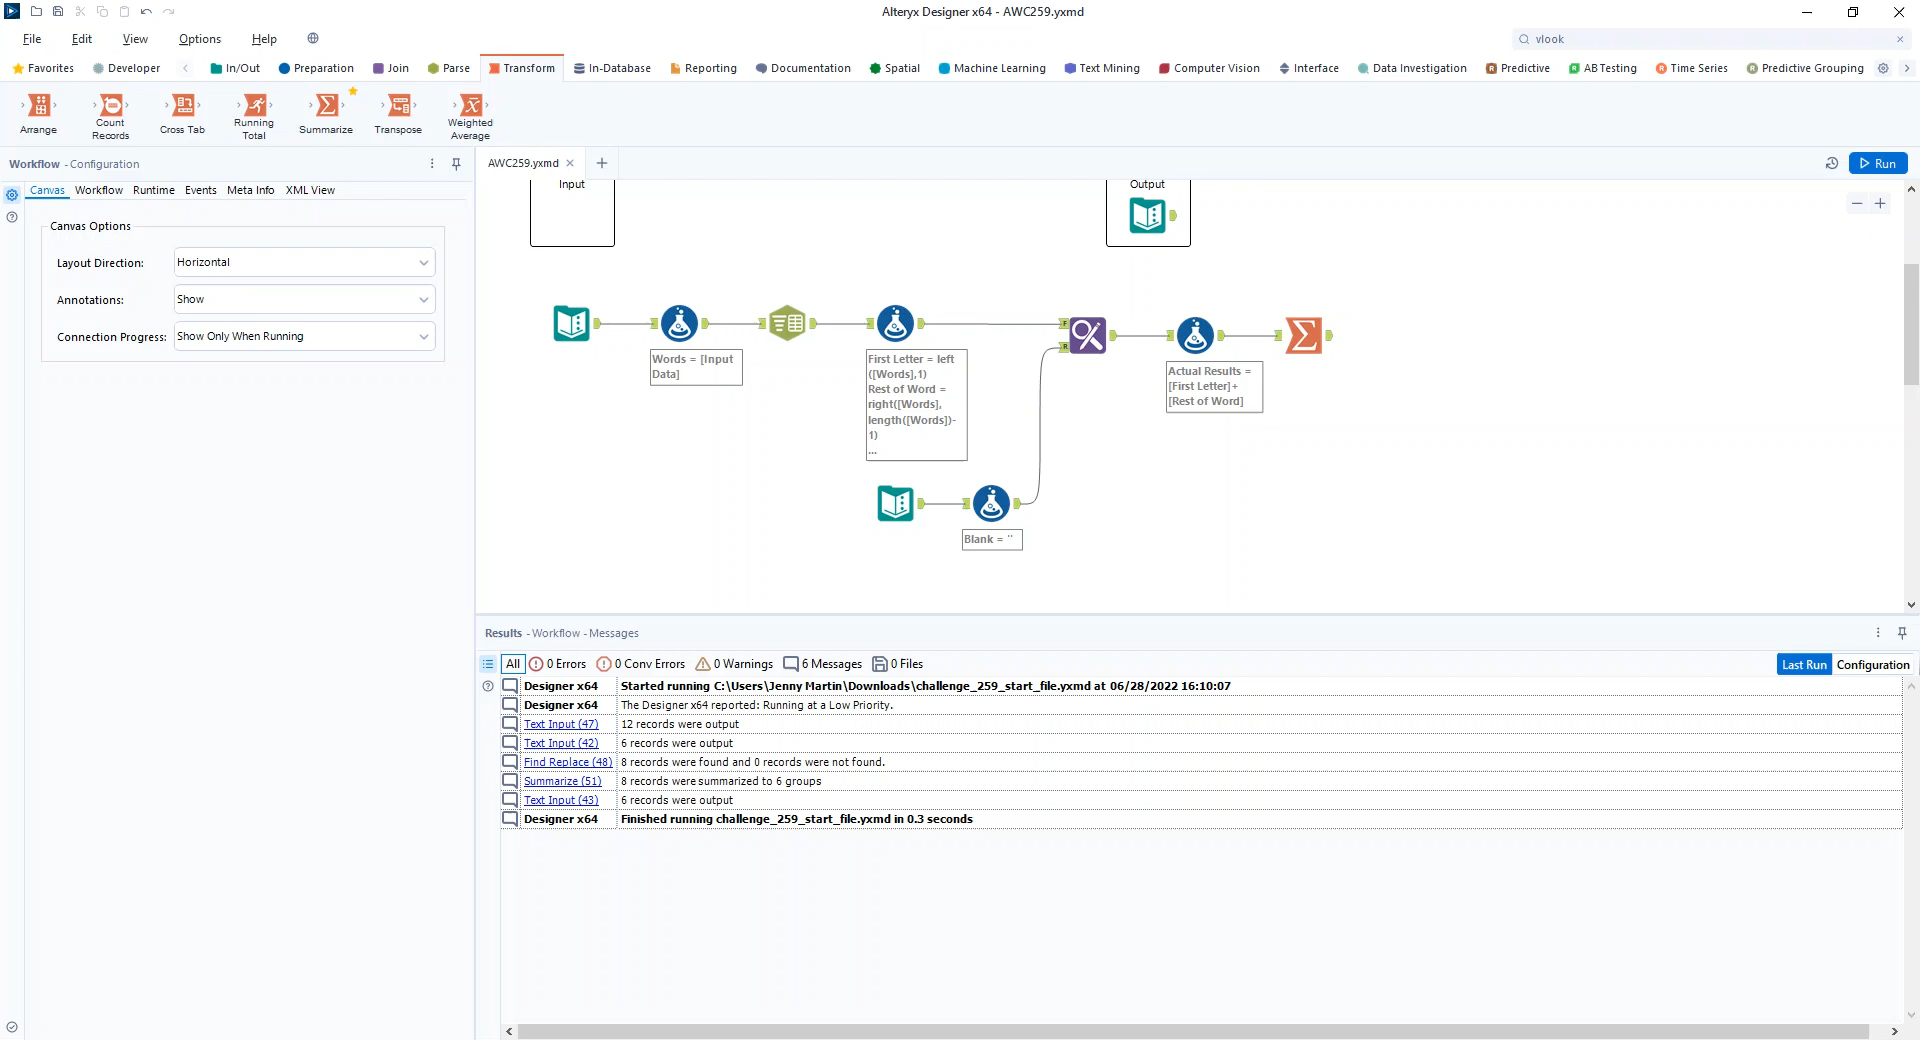 Alteryx Designer x64 - AWC259.yxmd
File Edit View Options Help
vlook
Favorites Developer In/Out Preparation Join Parse Transform In-Database Reporting Documentation Spatial Machine Learning Text Mining Computer Vision Interface Data Investigation Predictive AB Testing Time Series Predictive Grouping
Arrange
Count
Records
Cross Tab
Running
Total
Summarize
Transpose
Weighted
Average
Workflow - Configuration
Canvas Workflow Runtime Events Meta Info XML View
Canvas Options
Layout Direction: Horizontal
Annotations: Show
Connection Progress: Show Only When Running
AWC259.yxmd
Run
Input
Output
Words = [Input
Data]
First Letter = left
([Words],1)
Rest of Word =
right([Words],
length([Words])-
1)
...
F
R
Actual Results =
[First Letter]+
[Rest of Word]
Blank = ''
Results - Workflow - Messages
All 0 Errors 0 Conv Errors 0 Warnings 6 Messages 0 Files
Last Run Configuration
Designer x64 Started running C:\Users\Jenny Martin\Downloads\challenge_259_start_file.yxmd at 06/28/2022 16:10:07
Designer x64 The Designer x64 reported: Running at a Low Priority.
Text Input (47) 12 records were output
Text Input (42) 6 records were output
Find Replace (48) 8 records were found and 0 records were not found.
Summarize (51) 8 records were summarized to 6 groups
Text Input (43) 6 records were output
Designer x64 Finished running challenge_259_start_file.yxmd in 0.3 seconds